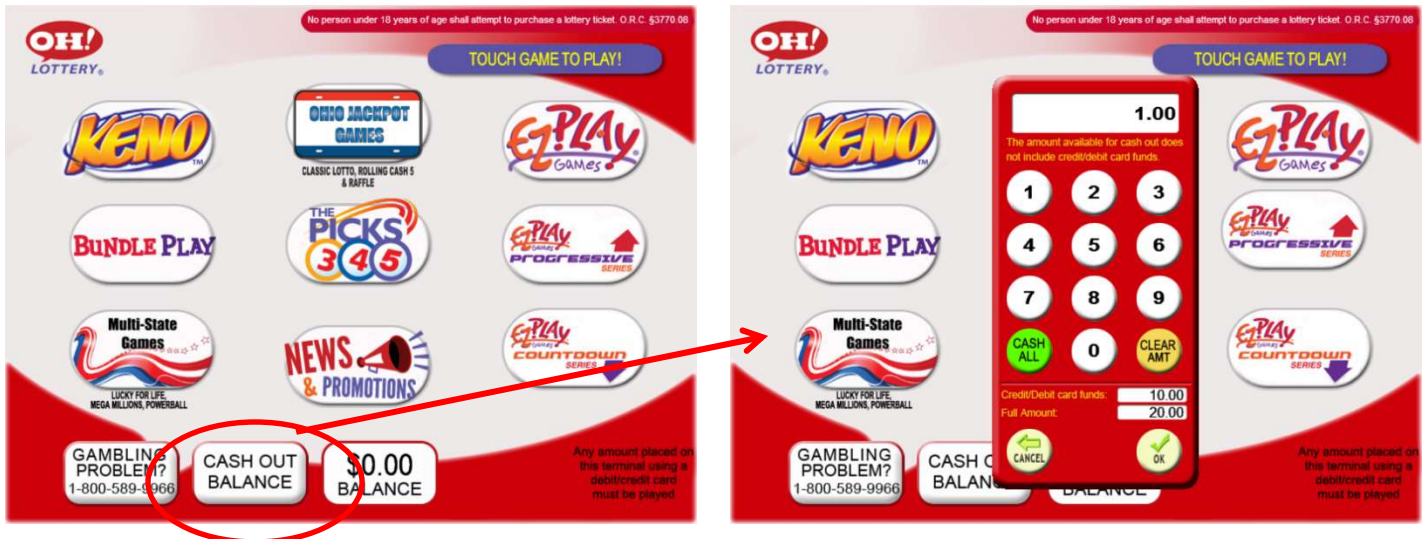 No person under 18 years of age shall attempt to purchase a lottery ticket. O.R.C. §3770.08
OH!
LOTTERY®
TOUCH GAME TO PLAY!
KENO™
OHIO JACKPOT
GAMES
CLASSIC LOTTO, ROLLING CASH 5
& RAFFLE
EZPLAY
GAMES
BUNDLE PLAY
THE
PICKS
3 4 5
EZPLAY
GAMES
PROGRESSIVE
SERIES
Multi-State
Games
LUCKY FOR LIFE,
MEGA MILLIONS, POWERBALL
NEWS
& PROMOTIONS
EZPLAY
GAMES
COUNTDOWN
SERIES
GAMBLING
PROBLEM?
1-800-589-9966
CASH OUT
BALANCE
$0.00
BALANCE
Any amount placed on
this terminal using a
debit/credit card
must be played
No person under 18 years of age shall attempt to purchase a lottery ticket. O.R.C. §3770.08
OH!
LOTTERY®
TOUCH GAME TO PLAY!
KENO™
EZPLAY
GAMES
BUNDLE PLAY
EZPLAY
GAMES
PROGRESSIVE
SERIES
Multi-State
Games
LUCKY FOR LIFE,
MEGA MILLIONS, POWERBALL
EZPLAY
GAMES
COUNTDOWN
SERIES
1.00
The amount available for cash out does
not include credit/debit card funds.
1 2 3
4 5 6
7 8 9
CASH
ALL
0
CLEAR
AMT
Credit/Debit card funds: 10.00
Full Amount: 20.00
CANCEL
OK
GAMBLING
PROBLEM?
1-800-589-9966
CASH O
BALAN
BALANCE
Any amount placed on
this terminal using a
debit/credit card
must be played